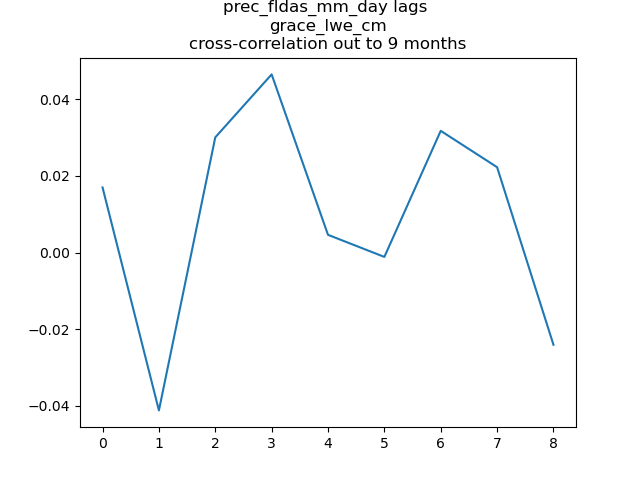 prec_fldas_mm_day lags
grace_lwe_cm
cross-correlation out to 9 months
0.04
0.02
0.00
−0.02
−0.04
0 1 2 3 4 5 6 7 8